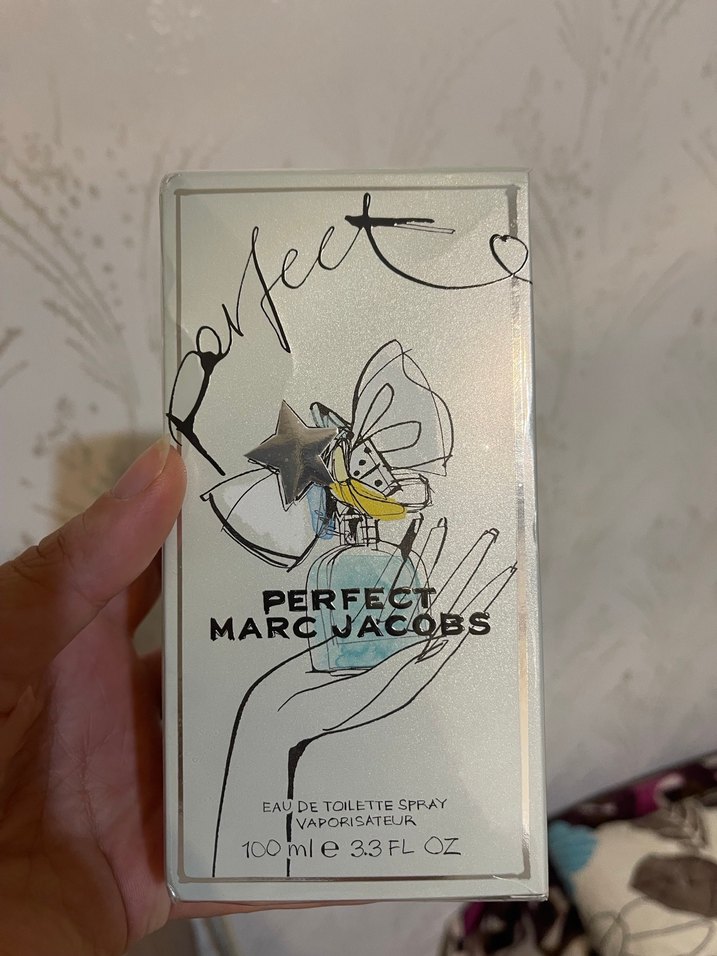 perfect
PERFECT
MARC JACOBS
EAU DE TOILETTE SPRAY
VAPORISATEUR
100 ml e 3.3 FL OZ